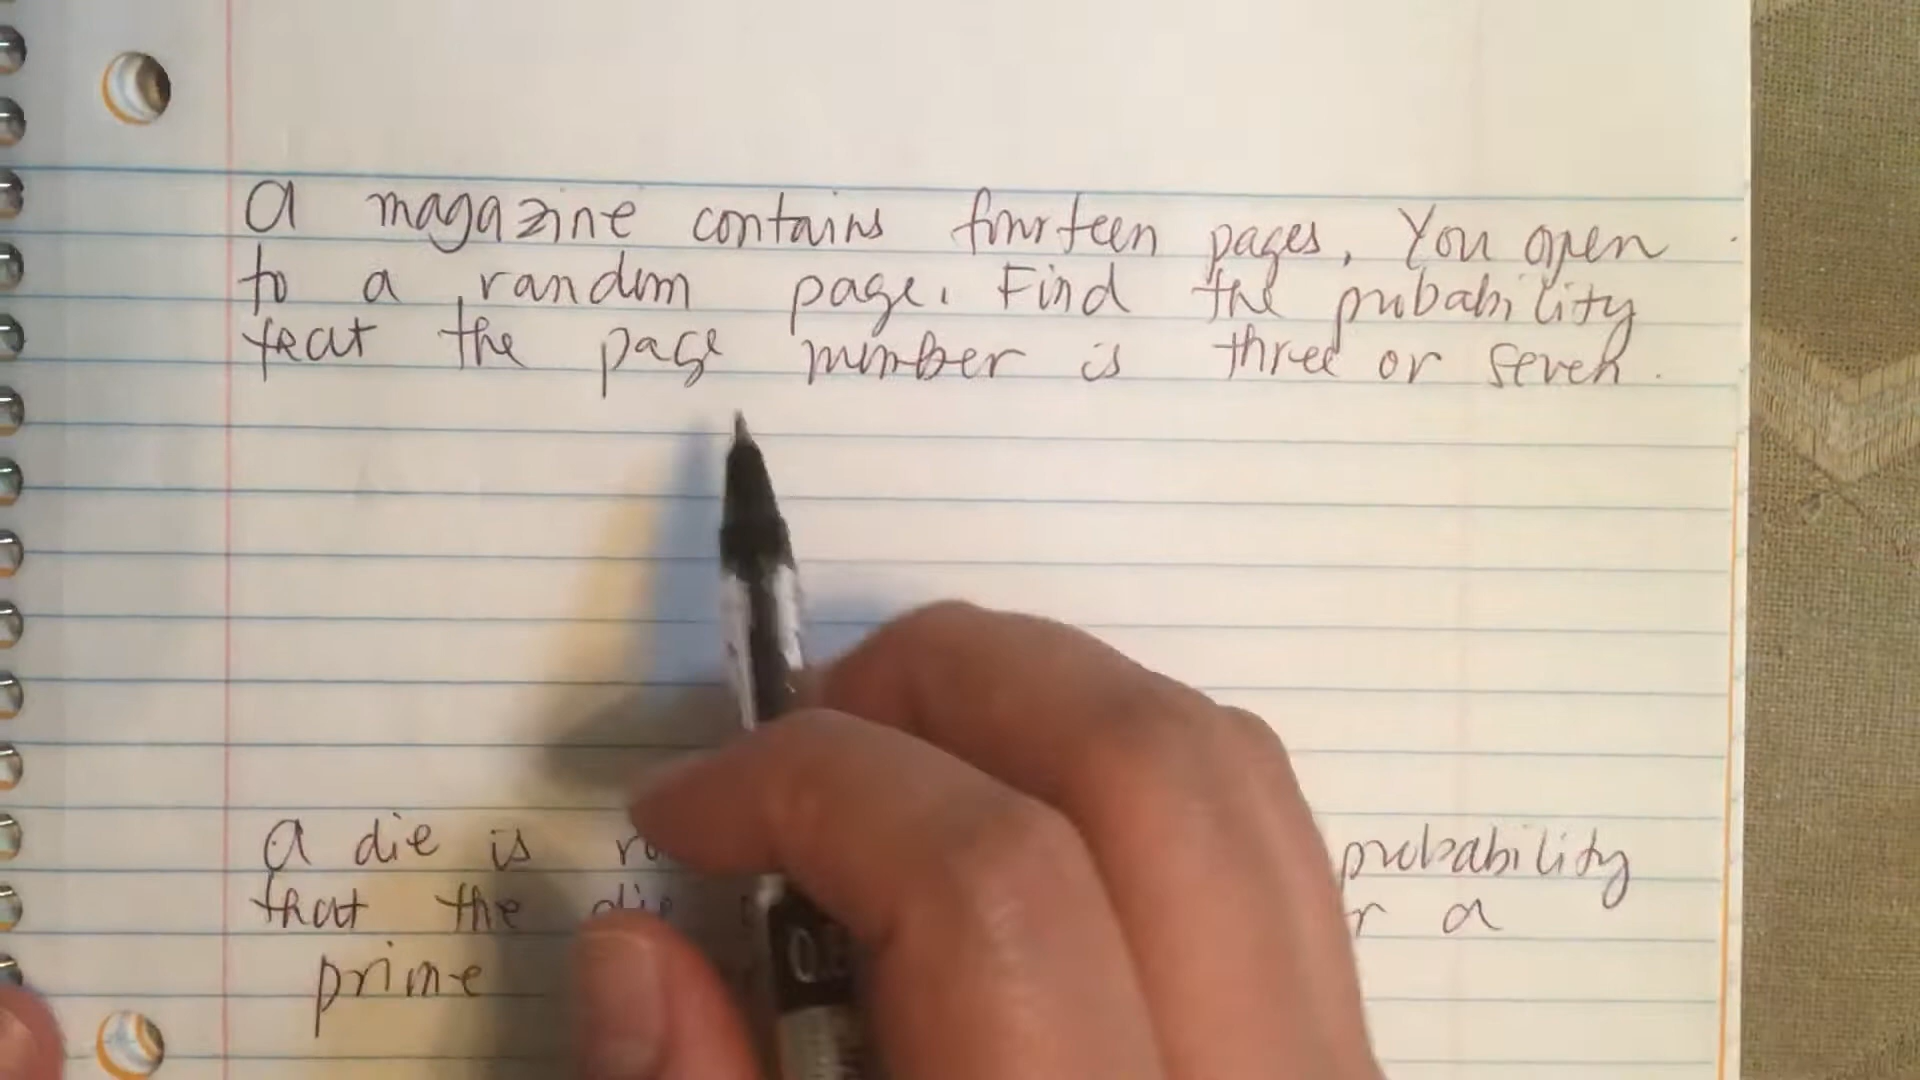 A magazine contains fourteen pages. You open
to a random page. Find the probability
that the page number is three or seven.
A die is probability
that the die a
prime